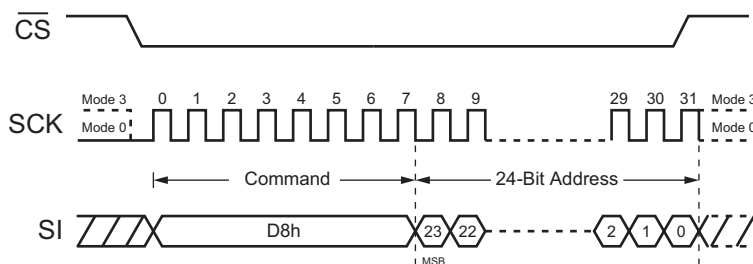 CS
0 1 2 3 4 5 6 7 8 9 29 30 31
Mode 3 Mode 3
SCK
Mode 0 Mode 0
Command 24-Bit Address
SI D8h 23 22 2 1 0
MSB